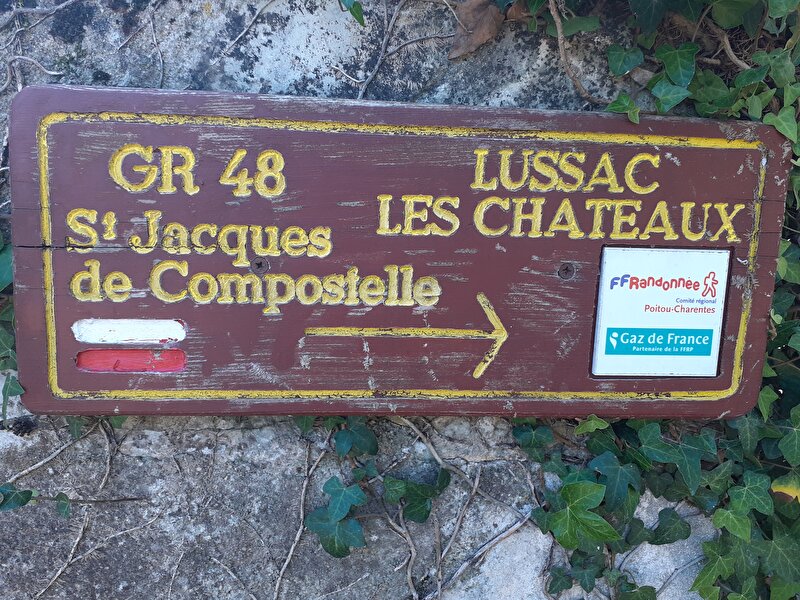 GR 48
St Jacques
de Compostelle
LUSSAC
LES CHATEAUX
FFRandonnée
Comité régional
Poitou-Charentes
Gaz de France
Partenaire de la FFRP